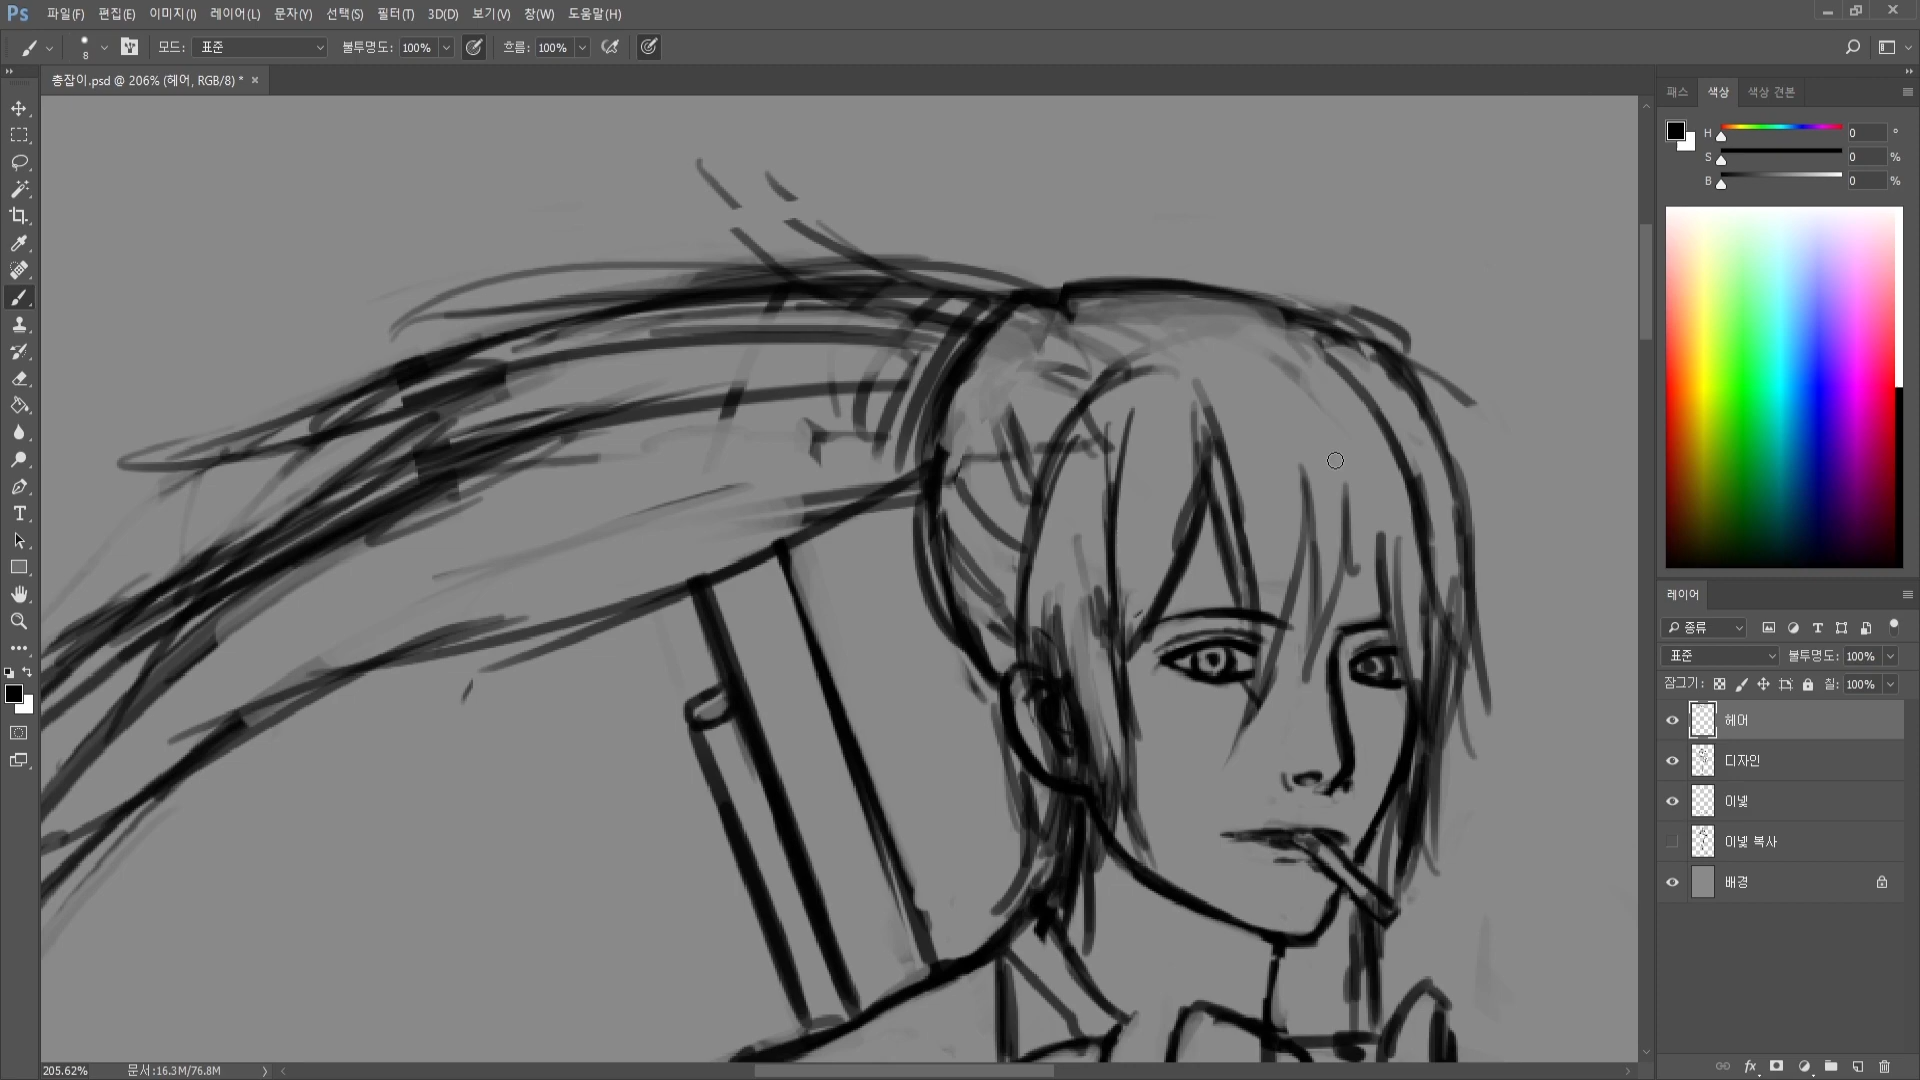 Ps 파일(F) 편집(E) 이미지(I) 레이어(L) 문자(Y) 선택(S) 필터(T) 3D(D) 보기(V) 창(W) 도움말(H)
8 모드: 표준 불투명도: 100% 흐름: 100%
총잡이.psd @ 206% (헤어, RGB/8) * ×
패스 색상 색상 견본
H 0 °
S 0 %
B 0 %
레이어
종류
표준 불투명도: 100%
잠그기: 칠: 100%
헤어
디자인
이넻
이넻 복사
배경
205.62% 문서:16.3M/76.8M
fx